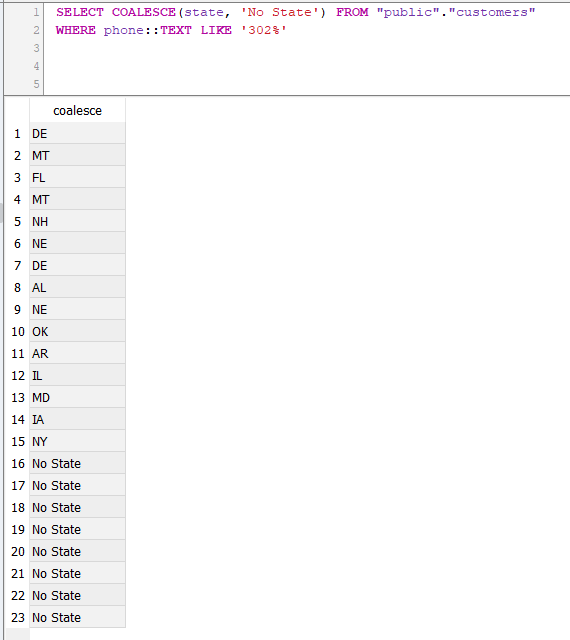 1 SELECT COALESCE(state, 'No State') FROM "public"."customers"
2 WHERE phone::TEXT LIKE '302%'
3
4
5
coalesce
1 DE
2 MT
3 FL
4 MT
5 NH
6 NE
7 DE
8 AL
9 NE
10 OK
11 AR
12 IL
13 MD
14 IA
15 NY
16 No State
17 No State
18 No State
19 No State
20 No State
21 No State
22 No State
23 No State